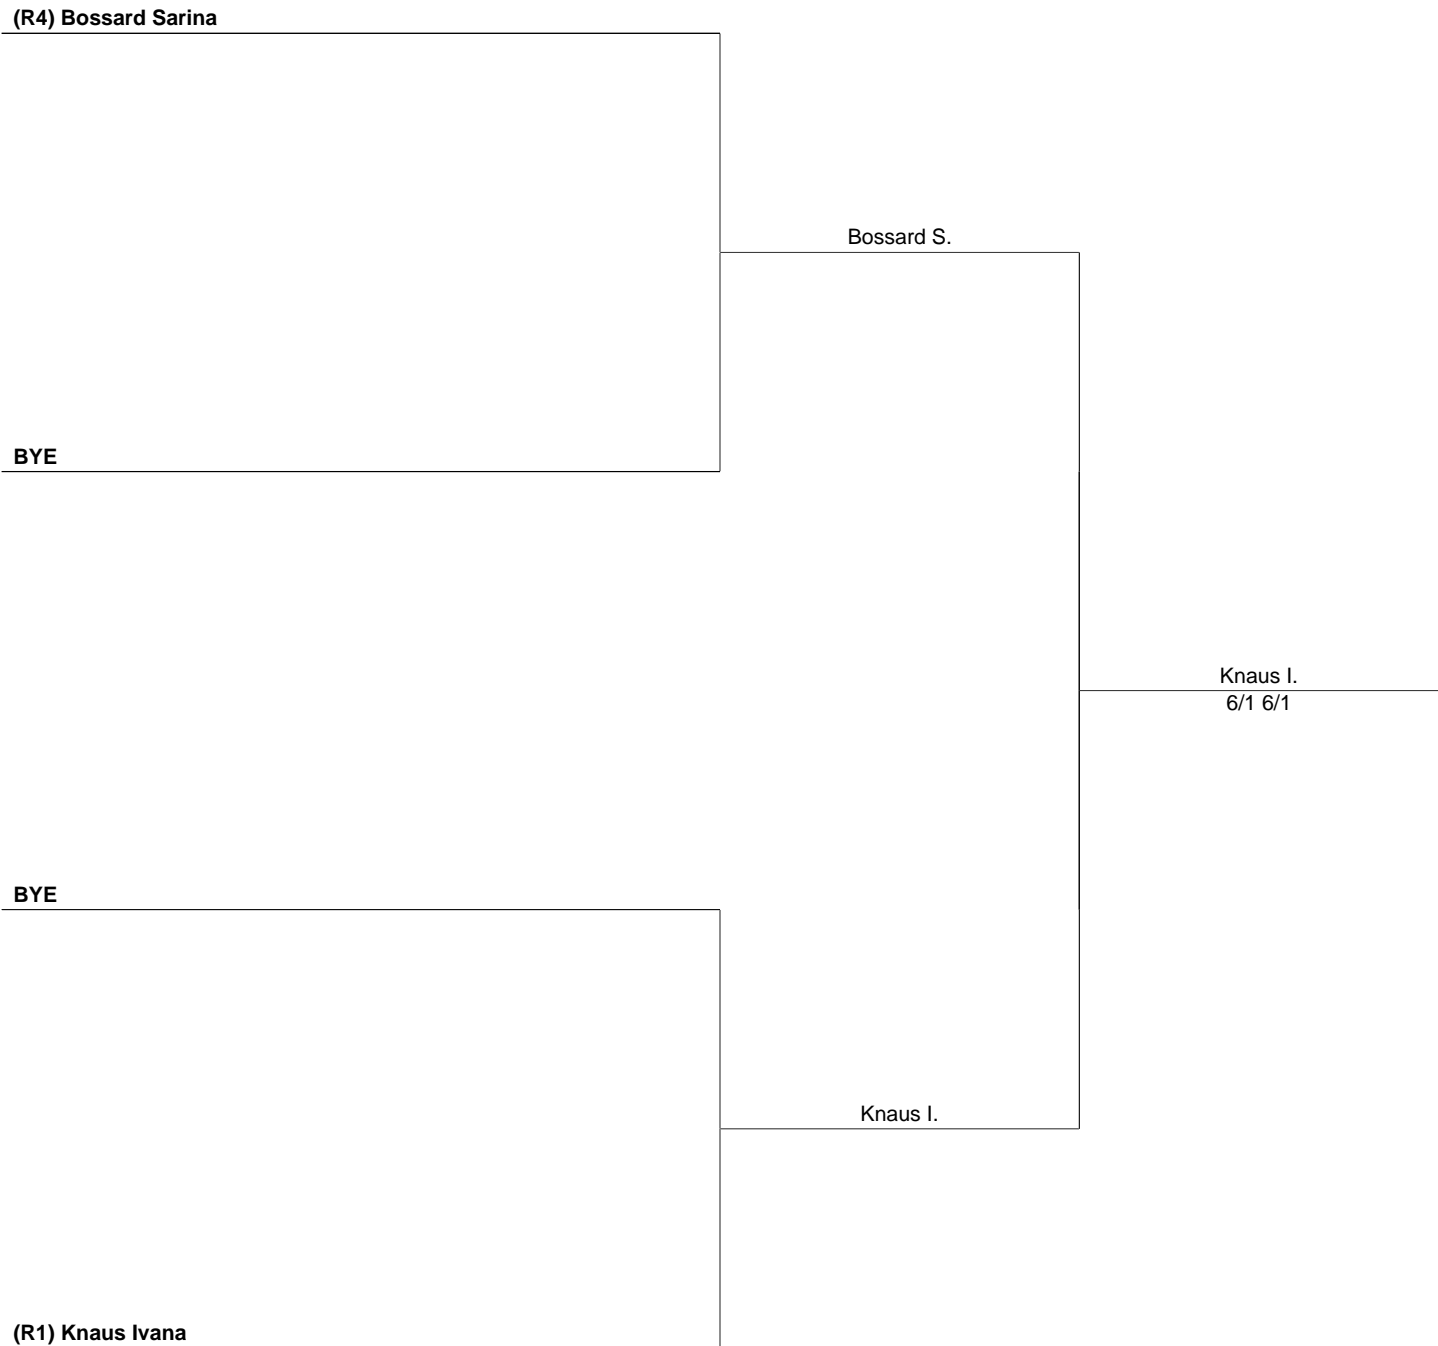 (R4) Bossard Sarina
Bossard S.
BYE
Knaus I.
6/1 6/1
BYE
Knaus I.
(R1) Knaus Ivana